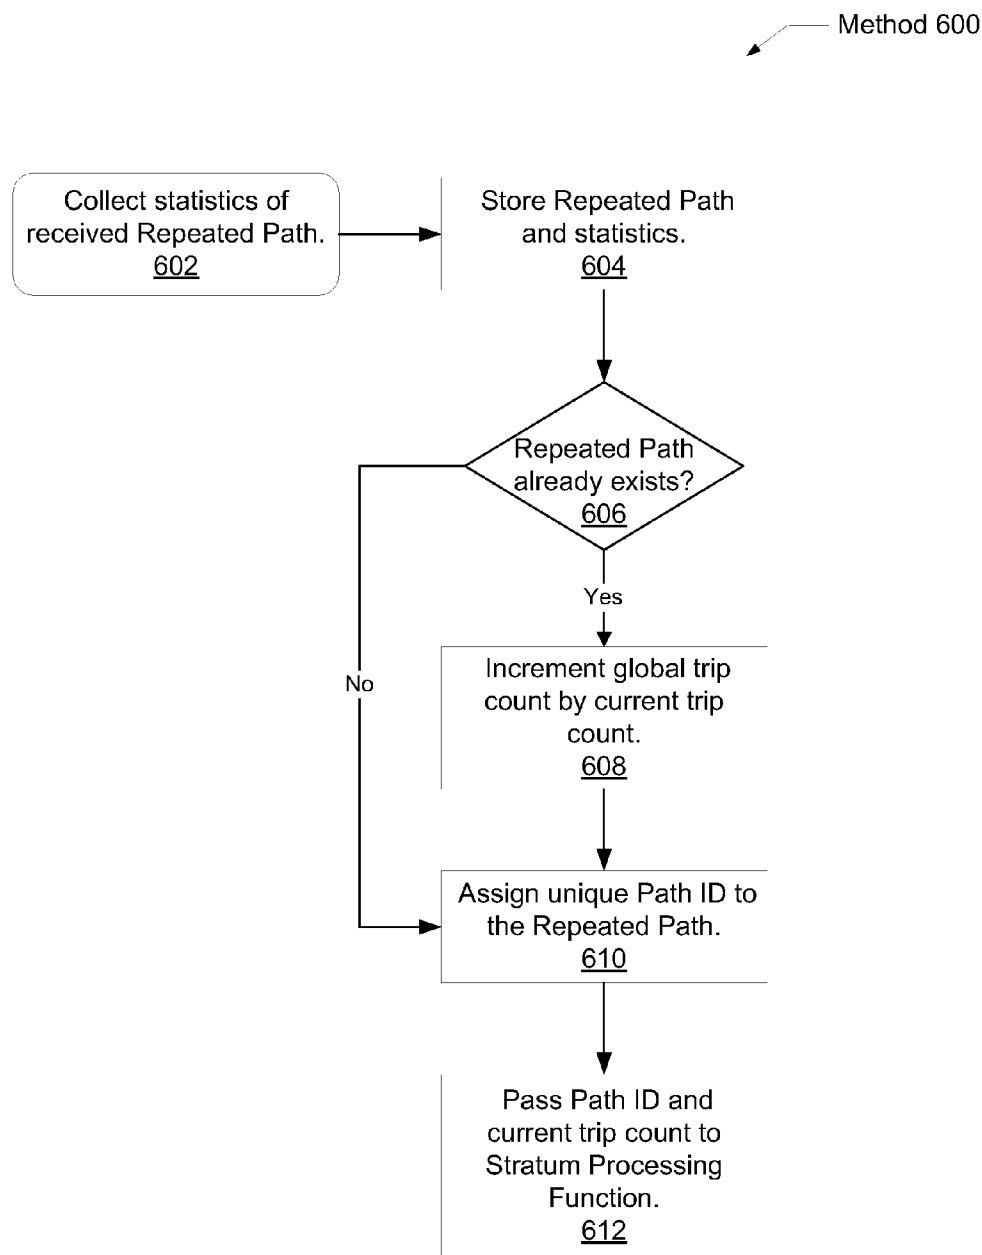 Method 600
Collect statistics of
received Repeated Path.
602
Store Repeated Path
and statistics.
604
Repeated Path
already exists?
606
Yes
No
Increment global trip
count by current trip
count.
608
Assign unique Path ID to
the Repeated Path.
610
Pass Path ID and
current trip count to
Stratum Processing
Function.
612